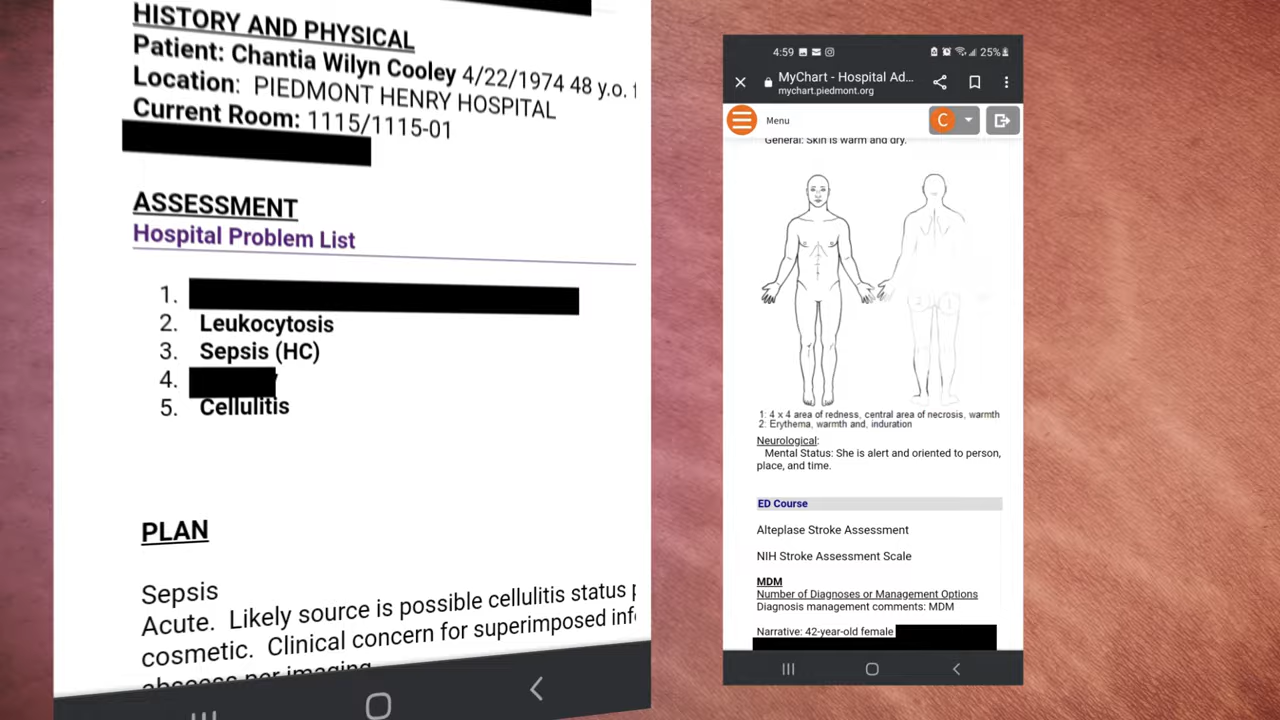 HISTORY AND PHYSICAL
Patient: Chantia Wilyn Cooley 4/22/1974 48 y.o.
Location: PIEDMONT HENRY HOSPITAL
Current Room: 1115/1115-01
ASSESSMENT
Hospital Problem List
1.
2. Leukocytosis
3. Sepsis (HC)
4.
5. Cellulitis
PLAN
Sepsis
Acute. Likely source is possible cellulitis status
cosmetic. Clinical concern for superimposed
abscess per imaging
4:59
25%
MyChart - Hospital Ad...
mychart.piedmont.org
Menu
C
General: Skin is warm and dry.
2 1
1: 4 x 4 area of redness, central area of necrosis, warmth
2: Erythema, warmth and, induration
Neurological:
Mental Status: She is alert and oriented to person,
place, and time.
ED Course
Alteplase Stroke Assessment
NIH Stroke Assessment Scale
MDM
Number of Diagnoses or Management Options
Diagnosis management comments: MDM
Narrative: 42-year-old female